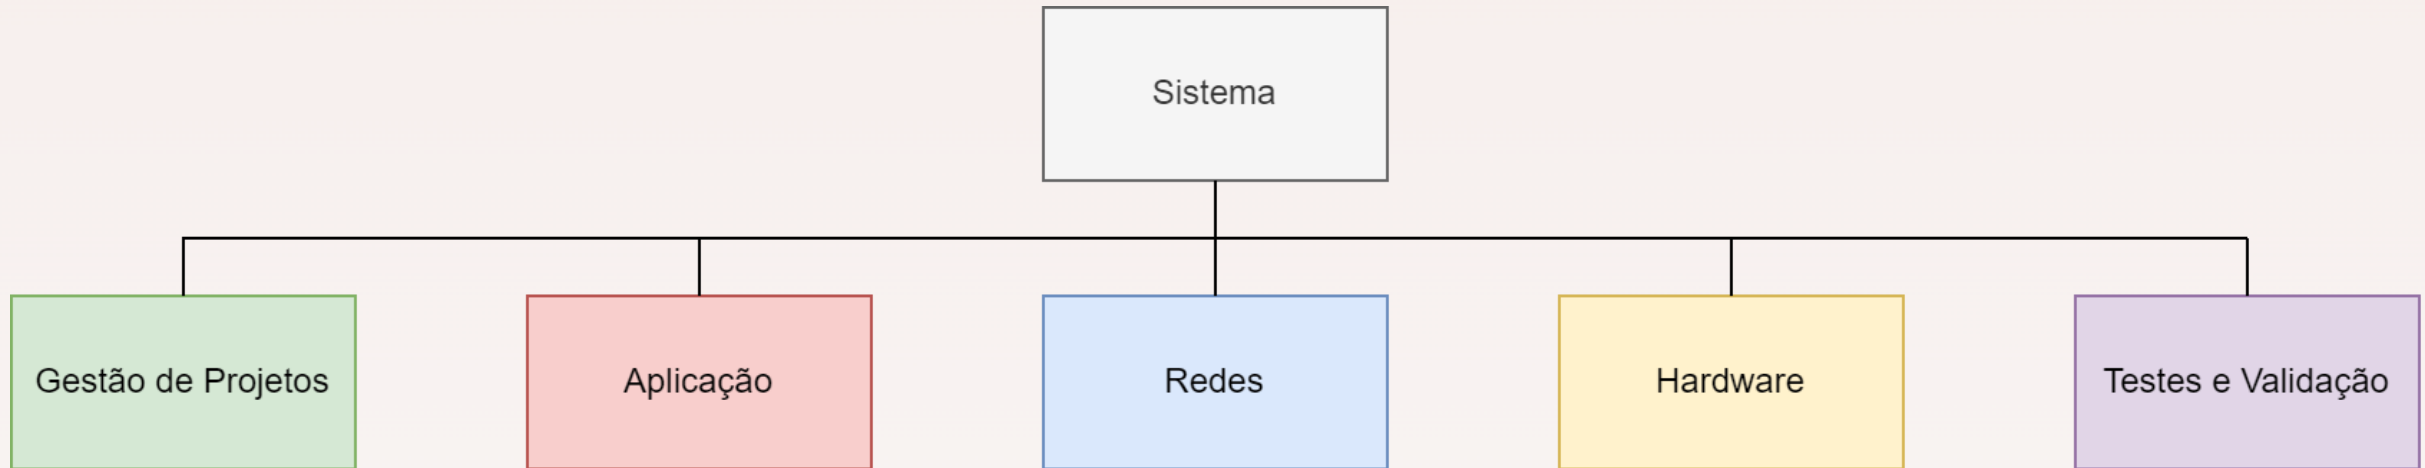 Sistema
Gestão de Projetos
Aplicação
Redes
Hardware
Testes e Validação